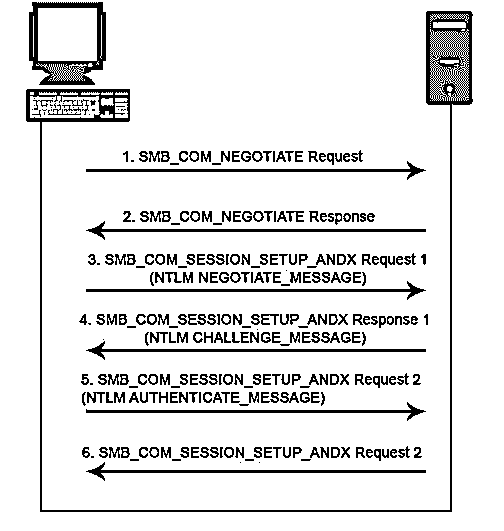 1. SMB_COM_NEGOTIATE Request
2. SMB_COM_NEGOTIATE Response
3. SMB_COM_SESSION_SETUP_ANDX Request 1
(NTLM NEGOTIATE_MESSAGE)
4. SMB_COM_SESSION_SETUP_ANDX Response 1
(NTLM CHALLENGE_MESSAGE)
5. SMB_COM_SESSION_SETUP_ANDX Request 2
(NTLM AUTHENTICATE_MESSAGE)
6. SMB_COM_SESSION_SETUP_ANDX Request 2